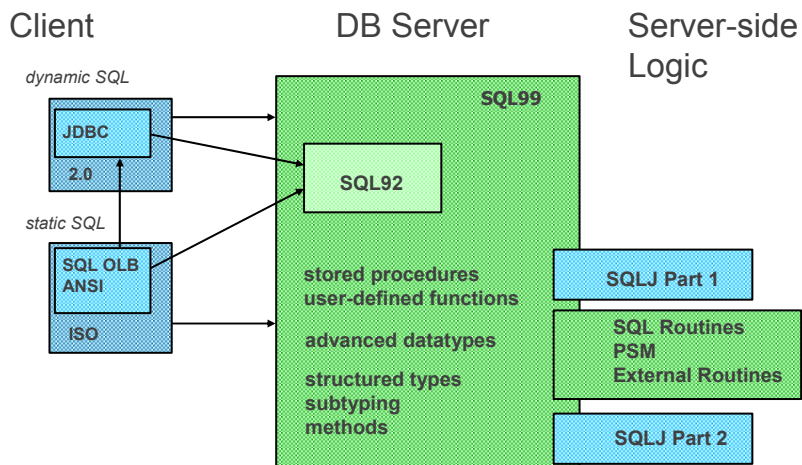 Client
DB Server
Server-side
Logic
dynamic SQL
JDBC
2.0
static SQL
SQL OLB
ANSI
ISO
SQL99
SQL92
stored procedures
user-defined functions
advanced datatypes
structured types
subtyping
methods
SQLJ Part 1
SQL Routines
PSM
External Routines
SQLJ Part 2